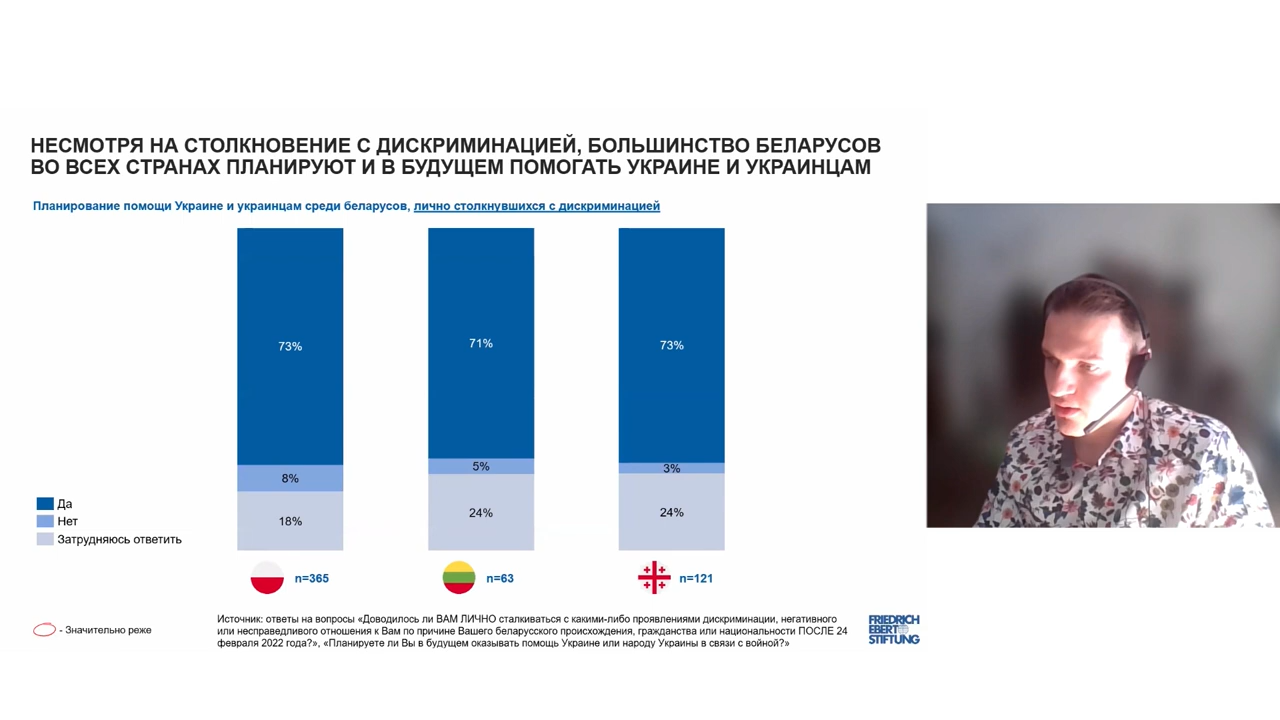 НЕСМОТРЯ НА СТОЛКНОВЕНИЕ С ДИСКРИМИНАЦИЕЙ, БОЛЬШИНСТВО БЕЛАРУСОВ
ВО ВСЕХ СТРАНАХ ПЛАНИРУЮТ И В БУДУЩЕМ ПОМОГАТЬ УКРАИНЕ И УКРАИНЦАМ
Планирование помощи Украине и украинцам среди беларусов, лично столкнувшихся с дискриминацией
73%
71%
73%
8%
5%
3%
18%
24%
24%
Да
Нет
Затрудняюсь ответить
n=365
n=63
n=121
- Значительно реже
Источник: ответы на вопросы «Доводилось ли ВАМ ЛИЧНО сталкиваться с какими-либо проявлениями дискриминации, негативного
или несправедливого отношения к Вам по причине Вашего беларусского происхождения, гражданства или национальности ПОСЛЕ 24
февраля 2022 года?», «Планируете ли Вы в будущем оказывать помощь Украине или народу Украины в связи с войной?»
FRIEDRICH
EBERT
STIFTUNG